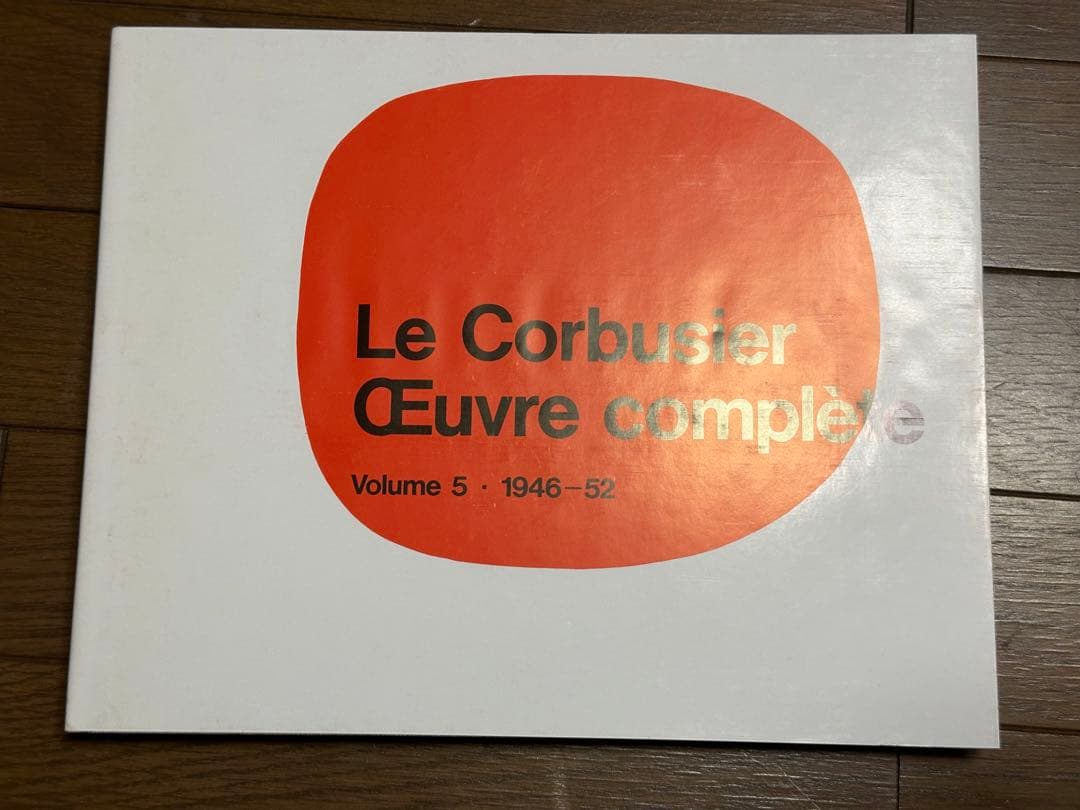 Le Corbusier
Œuvre complète
Volume 5 · 1946–52